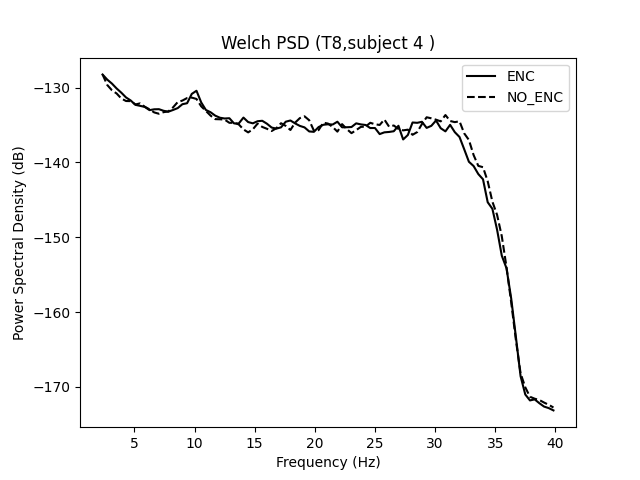 Welch PSD (T8,subject 4 )
ENC
NO_ENC
Power Spectral Density (dB)
−130
−140
−150
−160
−170
5 10 15 20 25 30 35 40
Frequency (Hz)